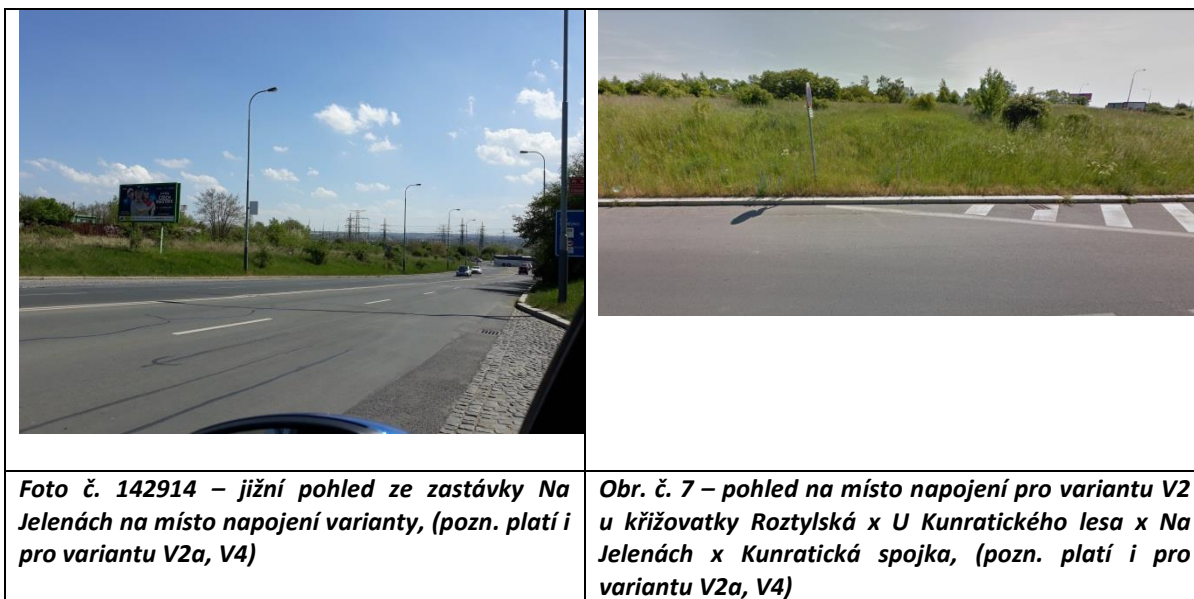 Foto č. 142914 – jižní pohled ze zastávky Na
Jelenách na místo napojení varianty, (pozn. platí i
pro variantu V2a, V4)
Obr. č. 7 – pohled na místo napojení pro variantu V2
u křižovatky Roztylská x U Kunratického lesa x Na
Jelenách x Kunratická spojka, (pozn. platí i pro
variantu V2a, V4)